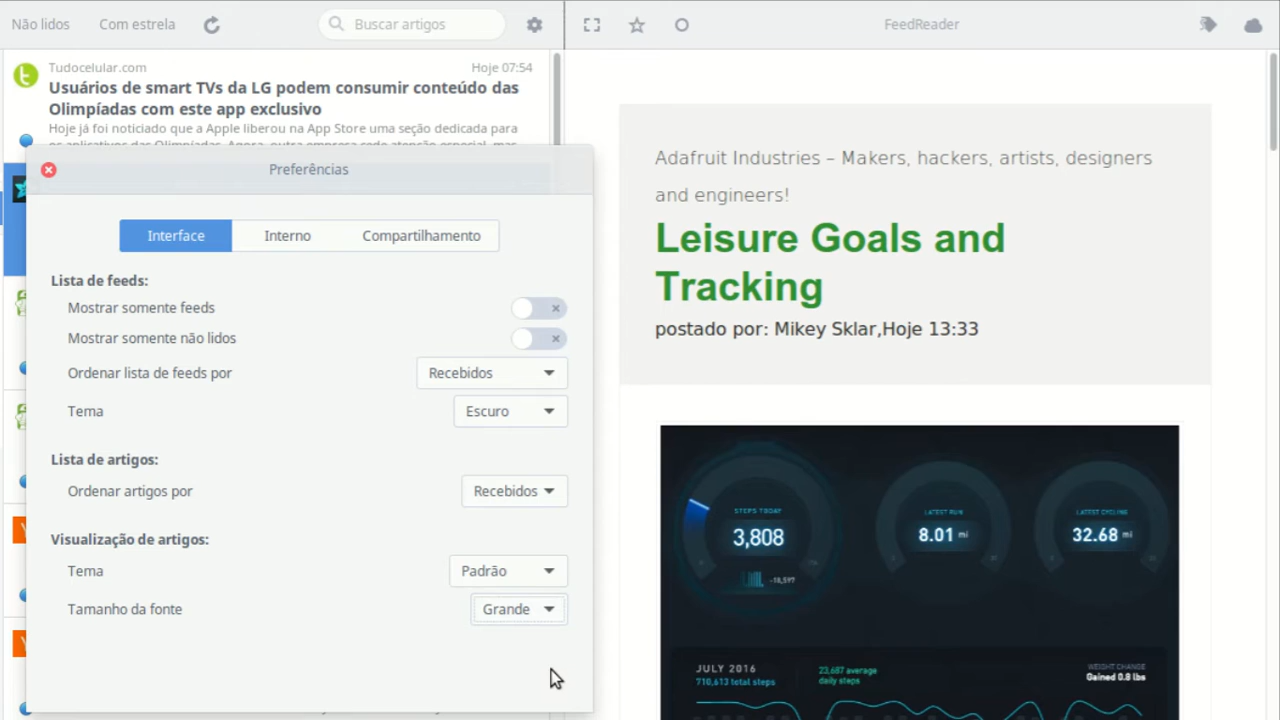 Não lidos
Com estrela
Buscar artigos
FeedReader
Tudocelular.com
Hoje 07:54
Usuários de smart TVs da LG podem consumir conteúdo das
Olimpíadas com este app exclusivo
Hoje já foi noticiado que a Apple liberou na App Store uma seção dedicada para
Preferências
Interface
Interno
Compartilhamento
Lista de feeds:
Mostrar somente feeds
Mostrar somente não lidos
Ordenar lista de feeds por
Recebidos
Tema
Escuro
Lista de artigos:
Ordenar artigos por
Recebidos
Visualização de artigos:
Tema
Padrão
Tamanho da fonte
Grande
Adafruit Industries – Makers, hackers, artists, designers
and engineers!
Leisure Goals and
Tracking
postado por: Mikey Sklar,Hoje 13:33
STEPS TODAY
3,808
LATEST RUN
8.01 mi
LATEST CYCLING
32.68 mi
JULY 2016
710,613 total steps
23,687 average
daily steps
WEIGHT CHANGE
Gained 0.8 lbs